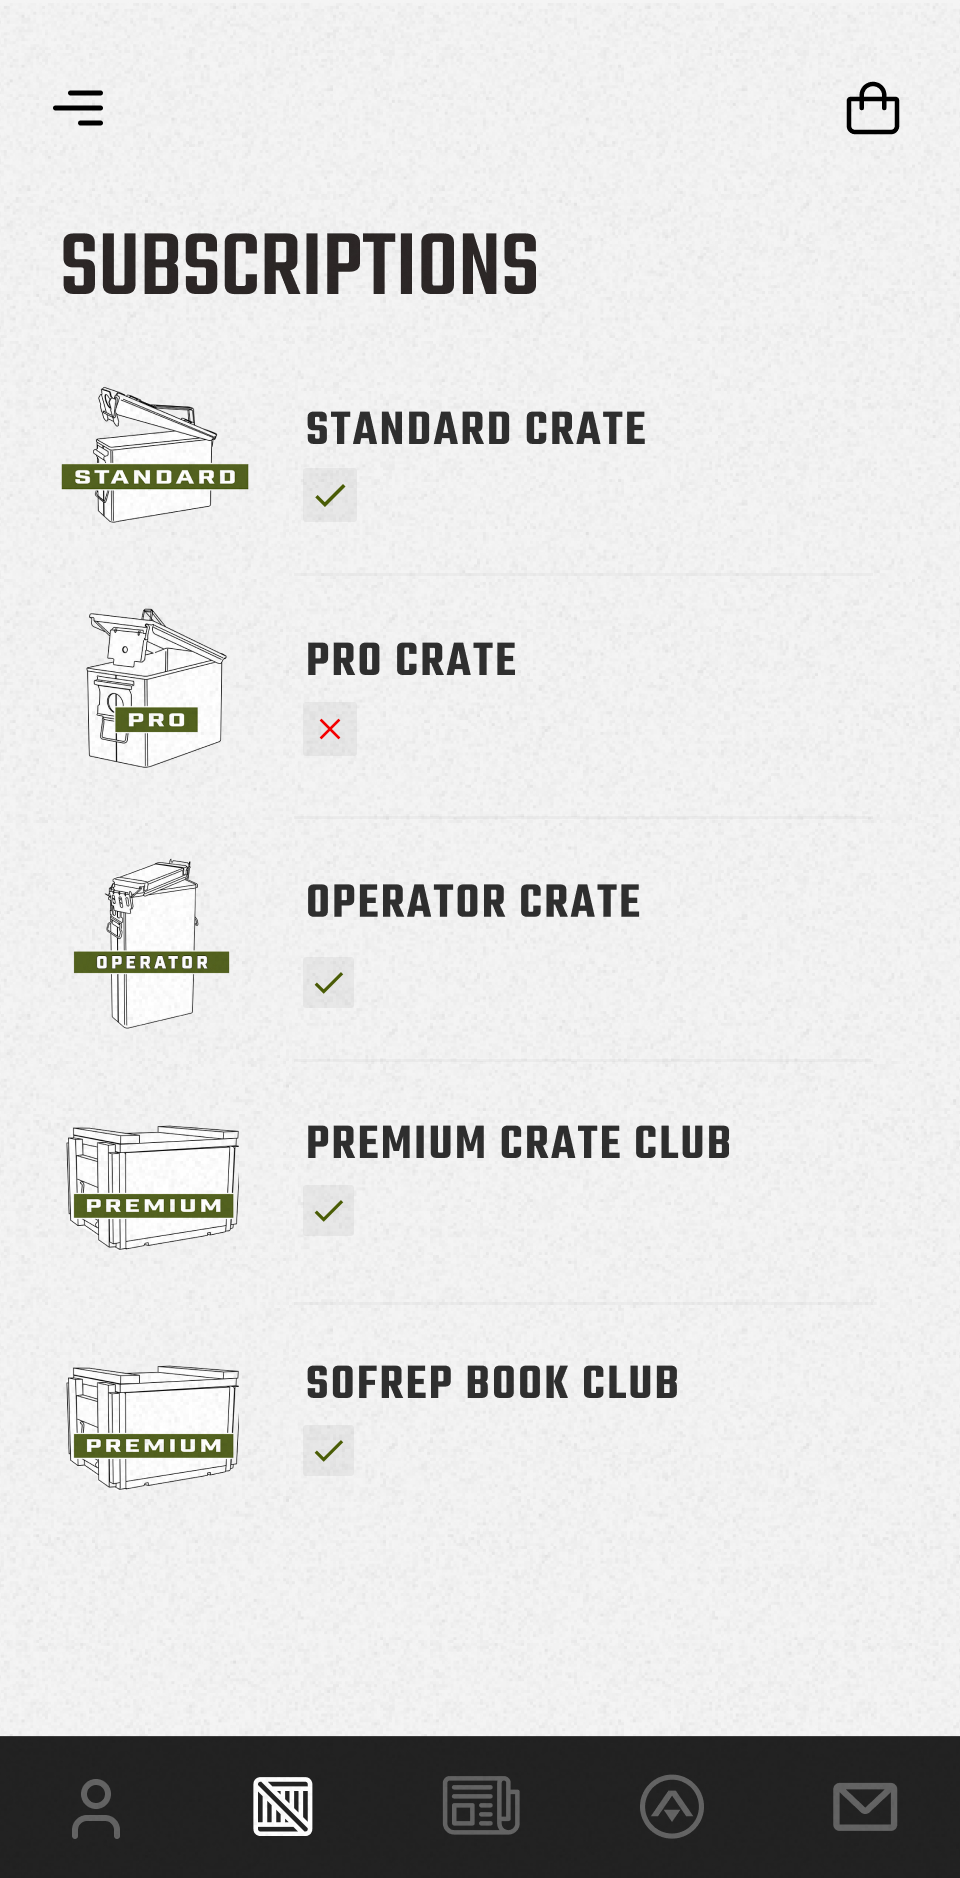 SUBSCRIPTIONS
STANDARD
STANDARD CRATE
PRO
PRO CRATE
OPERATOR
OPERATOR CRATE
PREMIUM
PREMIUM CRATE CLUB
PREMIUM
SOFREP BOOK CLUB